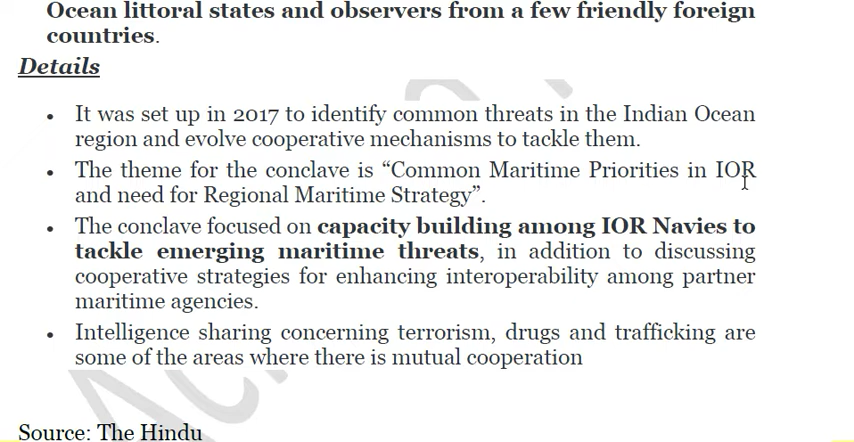 Ocean littoral states and observers from a few friendly foreign
countries.
Details
• It was set up in 2017 to identify common threats in the Indian Ocean
region and evolve cooperative mechanisms to tackle them.
• The theme for the conclave is “Common Maritime Priorities in IOR
and need for Regional Maritime Strategy”.
• The conclave focused on capacity building among IOR Navies to
tackle emerging maritime threats, in addition to discussing
cooperative strategies for enhancing interoperability among partner
maritime agencies.
• Intelligence sharing concerning terrorism, drugs and trafficking are
some of the areas where there is mutual cooperation
Source: The Hindu